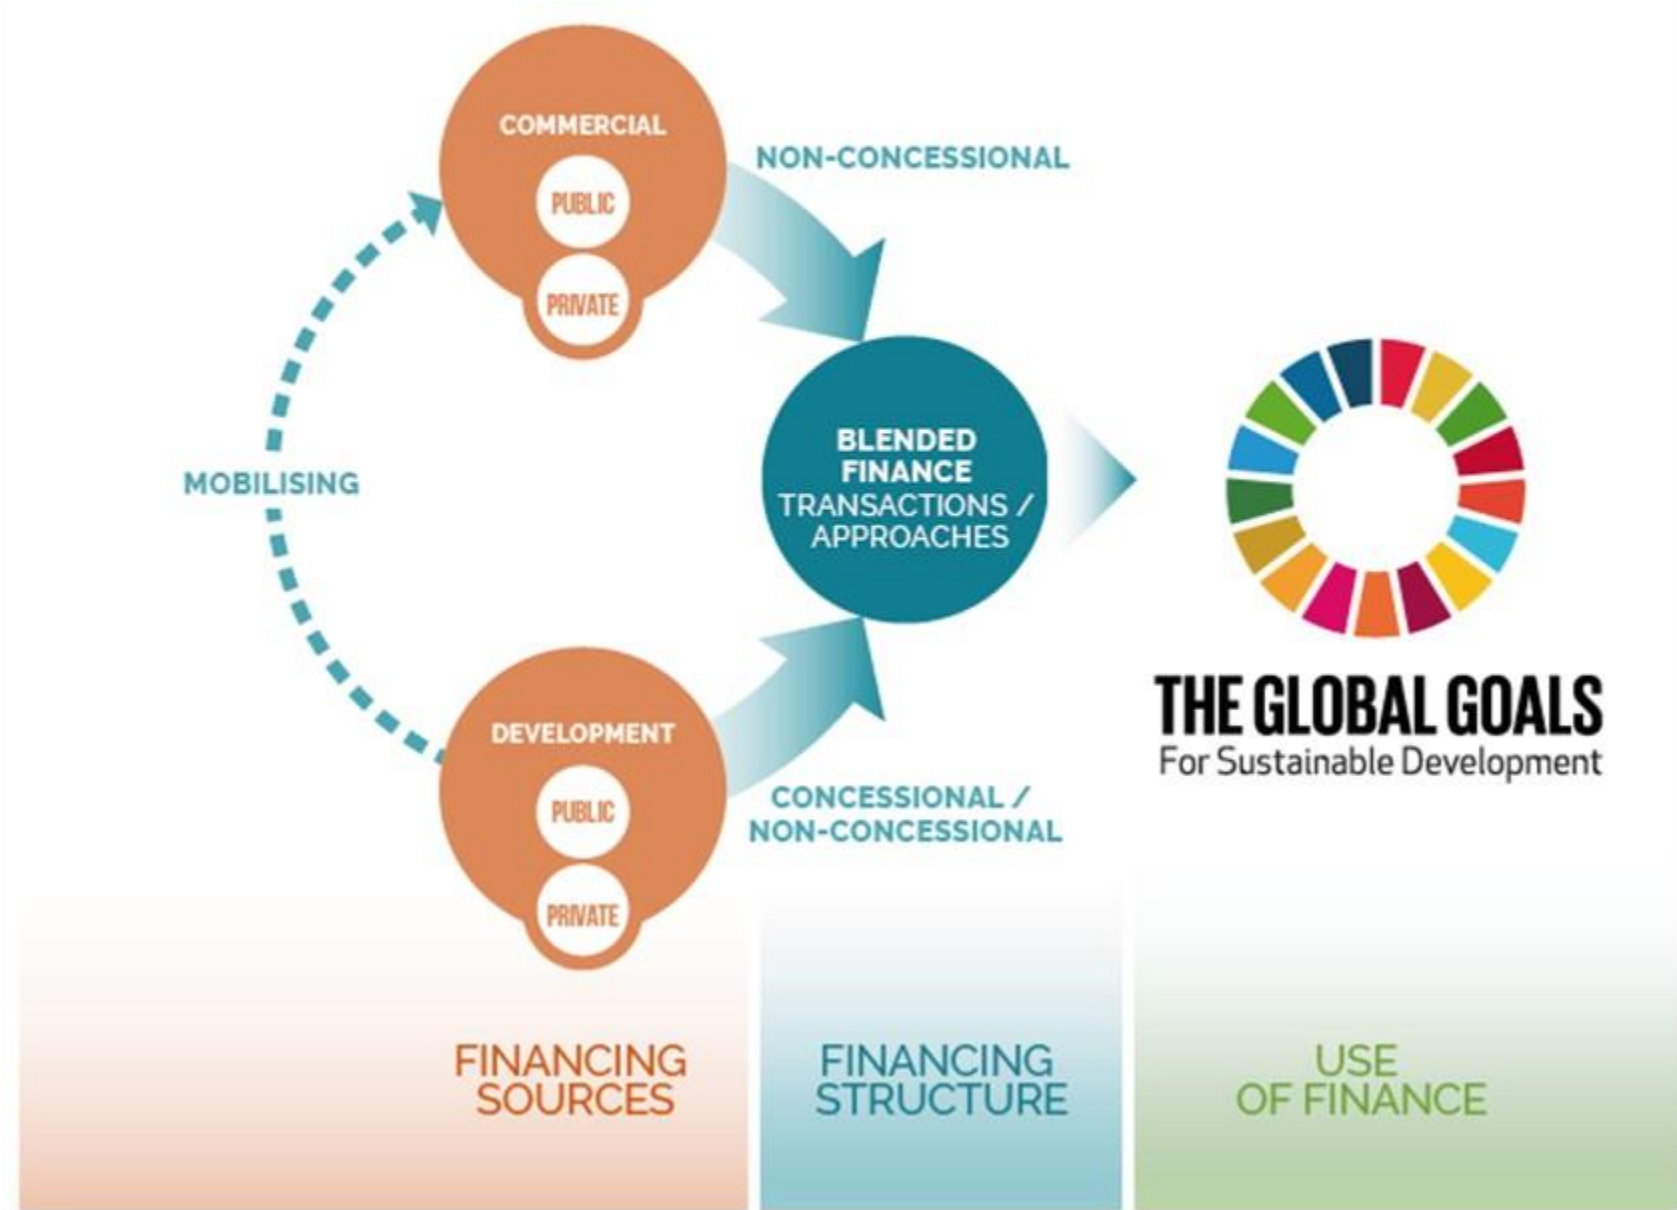 COMMERCIAL
PUBLIC
PRIVATE
NON-CONCESSIONAL
MOBILISING
BLENDED
FINANCE
TRANSACTIONS /
APPROACHES
DEVELOPMENT
PUBLIC
PRIVATE
CONCESSIONAL /
NON-CONCESSIONAL
THE GLOBAL GOALS
For Sustainable Development
FINANCING
SOURCES
FINANCING
STRUCTURE
USE
OF FINANCE